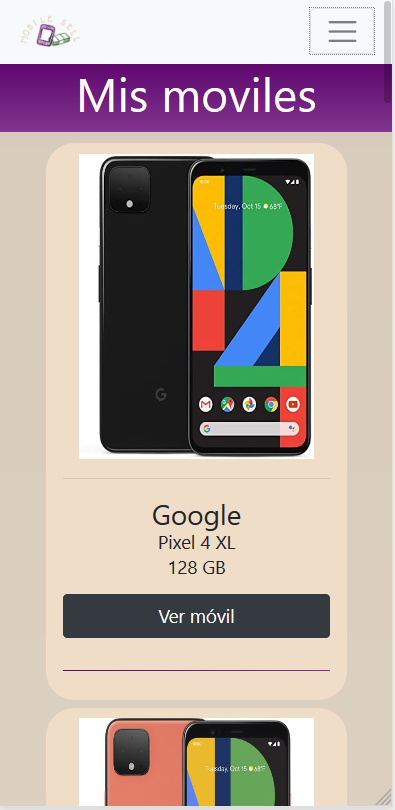 MOBILE SELL
Mis moviles
Tuesday, Oct 15 68°F
G
G
Google
Pixel 4 XL
128 GB
Ver móvil
Tuesday, Oct 15 68°F